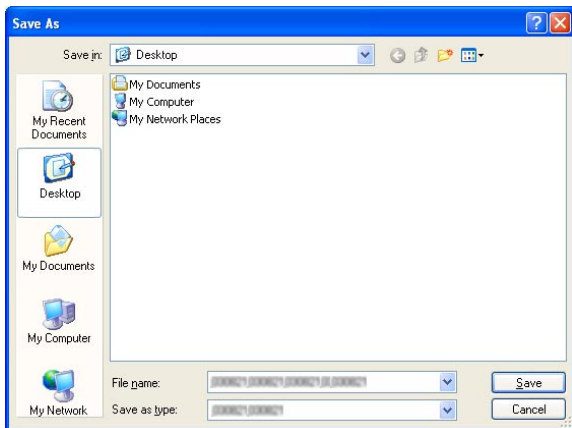 Save As
Save in:
Desktop
My Documents
My Computer
My Network Places
My Recent
Documents
Desktop
My Documents
My Computer
My Network
File name:
Save
Save as type:
Cancel